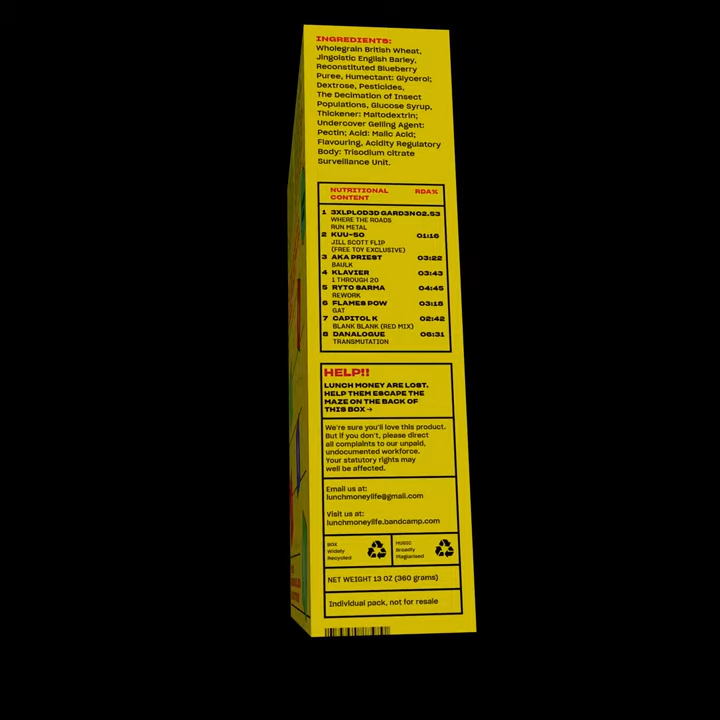 INGREDIENTS:
Wholegrain British Wheat,
Jingoistic English Barley,
Reconstituted Blueberry
Puree, Humectant: Glycerol;
Dextrose, Pesticides,
The Decimation of Insect
Populations, Glucose Syrup,
Thickener: Maltodextrin;
Undercover Gelling Agent:
Pectin; Acid: Malic Acid;
Flavouring, Acidity Regulatory
Body: Trisodium citrate
Surveillance Unit.
NUTRITIONAL CONTENT RDA%
1 3XLPLOD3D GARD3N 02.53
WHERE THE ROADS
RUN METAL
2 KUU-50 01:16
JILL SCOTT FLIP
(FREE TOY EXCLUSIVE)
3 AKA PRIEST 03:22
BAULK
4 KLAVIER 03:43
1 THROUGH 20
5 RYTO SARMA 04:45
REWORK
6 FLAMES POW 03:18
GAT
7 CAPITOL K 02:42
BLANK BLANK (RED MIX)
8 DANALOGUE 06:31
TRANSMUTATION
HELP!!
LUNCH MONEY ARE LOST.
HELP THEM ESCAPE THE
MAZE ON THE BACK OF
THIS BOX →
We're sure you'll love this product.
But if you don't, please direct
all complaints to our unpaid,
undocumented workforce.
Your statutory rights may
well be affected.
Email us at:
lunchmoneylife@gmail.com
Visit us at:
lunchmoneylife.bandcamp.com
BOX
Widely
Recycled
MUSIC
Broadly
Plagiarised
NET WEIGHT 13 OZ (360 grams)
Individual pack, not for resale